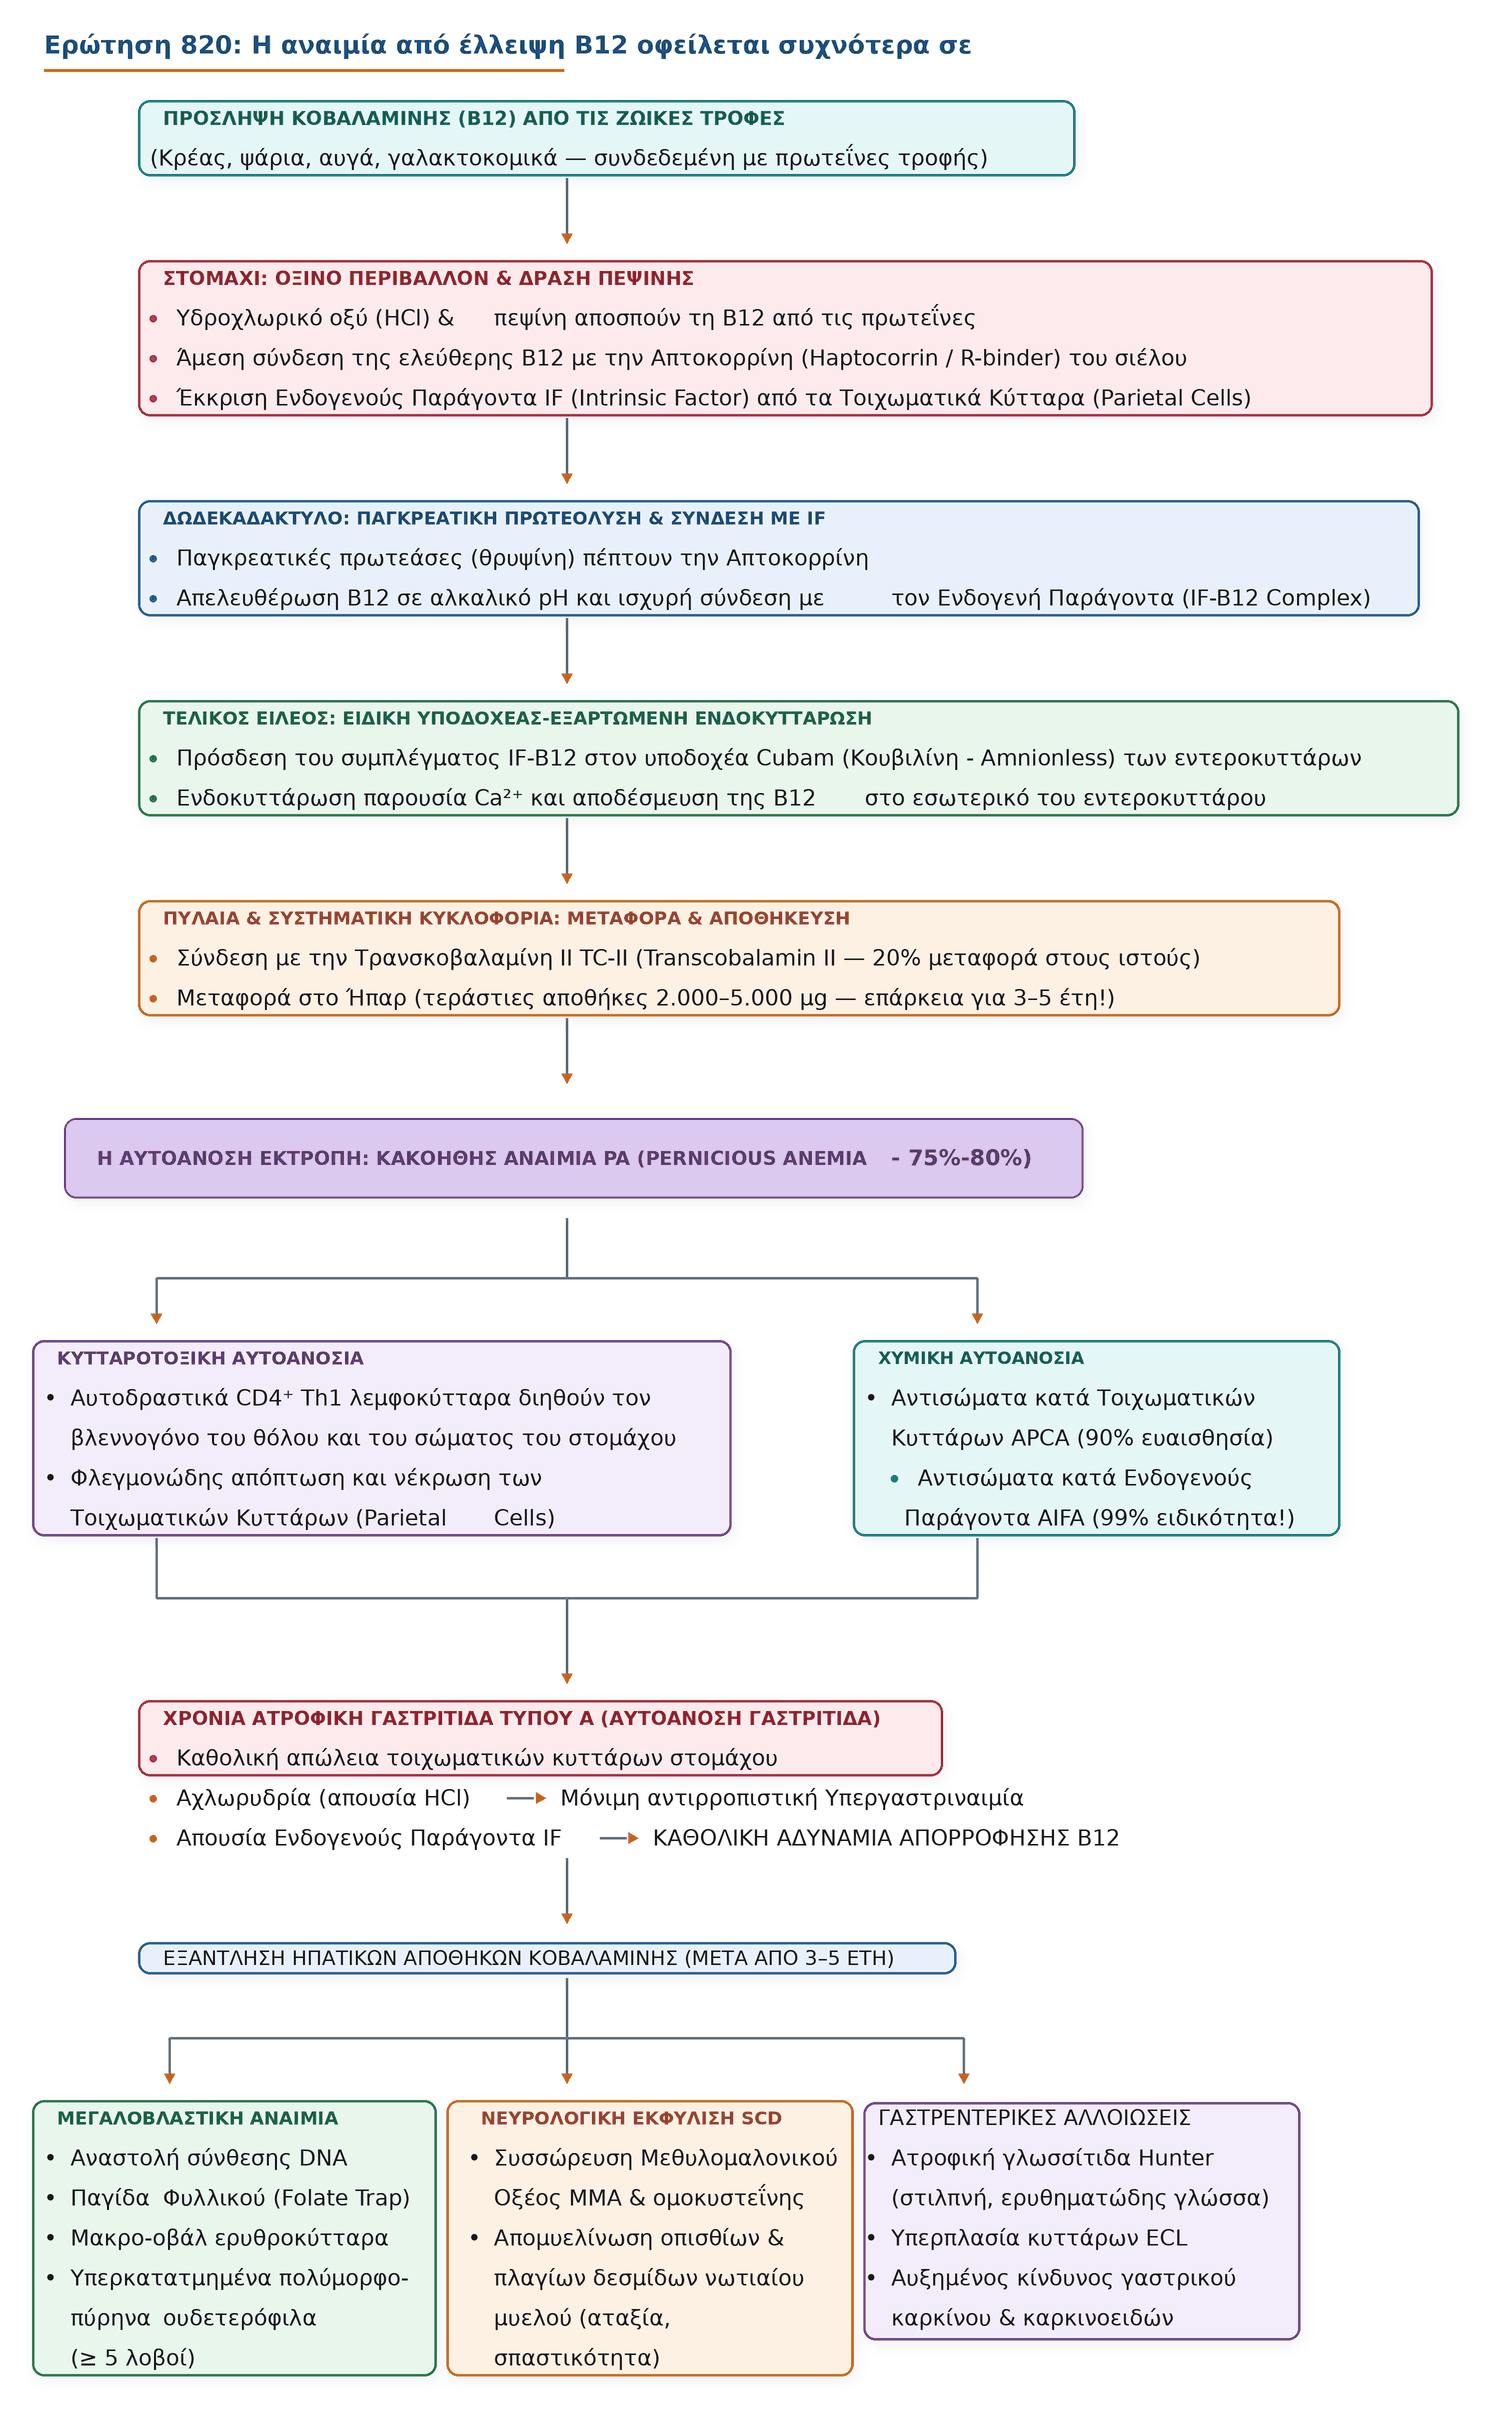 Ερώτηση 820: Η αναιμία από έλλειψη Β12 οφείλεται συχνότερα σε
ΠΡΟΣΛΗΨΗ ΚΟΒΑΛΑΜΙΝΗΣ (Β12) ΑΠΟ ΤΙΣ ΖΩΙΚΕΣ ΤΡΟΦΕΣ
(Κρέας, ψάρια, αυγά, γαλακτοκομικά — συνδεδεμένη με πρωτεΐνες τροφής)
ΣΤΟΜΑΧΙ: ΟΞΙΝΟ ΠΕΡΙΒΑΛΛΟΝ & ΔΡΑΣΗ ΠΕΨΙΝΗΣ
• Υδροχλωρικό οξύ (HCl) & πεψίνη αποσπούν τη Β12 από τις πρωτεΐνες
• Άμεση σύνδεση της ελεύθερης Β12 με την Απτοκορρίνη (Haptocorrin / R-binder) του σιέλου
• Έκκριση Ενδογενούς Παράγοντα IF (Intrinsic Factor) από τα Τοιχωματικά Κύτταρα (Parietal Cells)
ΔΩΔΕΚΑΔΑΚΤΥΛΟ: ΠΑΓΚΡΕΑΤΙΚΗ ΠΡΩΤΕΟΛΥΣΗ & ΣΥΝΔΕΣΗ ΜΕ IF
• Παγκρεατικές πρωτεάσες (θρυψίνη) πέπτουν την Απτοκορρίνη
• Απελευθέρωση Β12 σε αλκαλικό pH και ισχυρή σύνδεση με τον Ενδογενή Παράγοντα (IF-B12 Complex)
ΤΕΛΙΚΟΣ ΕΙΛΕΟΣ: ΕΙΔΙΚΗ ΥΠΟΔΟΧΕΑΣ-ΕΞΑΡΤΩΜΕΝΗ ΕΝΔΟΚΥΤΤΑΡΩΣΗ
• Πρόσδεση του συμπλέγματος IF-B12 στον υποδοχέα Cubam (Κουβιλίνη - Amnionless) των εντεροκυττάρων
• Ενδοκυττάρωση παρουσία Ca²⁺ και αποδέσμευση της Β12 στο εσωτερικό του εντεροκυττάρου
ΠΥΛΑΙΑ & ΣΥΣΤΗΜΑΤΙΚΗ ΚΥΚΛΟΦΟΡΙΑ: ΜΕΤΑΦΟΡΑ & ΑΠΟΘΗΚΕΥΣΗ
• Σύνδεση με την Τρανσκοβαλαμίνη II TC-II (Transcobalamin II — 20% μεταφορά στους ιστούς)
• Μεταφορά στο Ήπαρ (τεράστιες αποθήκες 2.000–5.000 μg — επάρκεια για 3–5 έτη!)
Η ΑΥΤΟΑΝΟΣΗ ΕΚΤΡΟΠΗ: ΚΑΚΟΗΘΗΣ ΑΝΑΙΜΙΑ PA (PERNICIOUS ANEMIA - 75%-80%)
ΚΥΤΤΑΡΟΤΟΞΙΚΗ ΑΥΤΟΑΝΟΣΙΑ
• Αυτοδραστικά CD4⁺ Th1 λεμφοκύτταρα διηθούν τον
βλεννογόνο του θόλου και του σώματος του στομάχου
• Φλεγμονώδης απόπτωση και νέκρωση των
Τοιχωματικών Κυττάρων (Parietal Cells)
ΧΥΜΙΚΗ ΑΥΤΟΑΝΟΣΙΑ
• Αντισώματα κατά Τοιχωματικών
Κυττάρων APCA (90% ευαισθησία)
• Αντισώματα κατά Ενδογενούς
Παράγοντα AIFA (99% ειδικότητα!)
ΧΡΟΝΙΑ ΑΤΡΟΦΙΚΗ ΓΑΣΤΡΙΤΙΔΑ ΤΥΠΟΥ Α (ΑΥΤΟΑΝΟΣΗ ΓΑΣΤΡΙΤΙΔΑ)
• Καθολική απώλεια τοιχωματικών κυττάρων στομάχου
• Αχλωρυδρία (απουσία HCl) → Μόνιμη αντιρροπιστική Υπεργαστριναιμία
• Απουσία Ενδογενούς Παράγοντα IF → ΚΑΘΟΛΙΚΗ ΑΔΥΝΑΜΙΑ ΑΠΟΡΡΟΦΗΣΗΣ Β12
ΕΞΑΝΤΛΗΣΗ ΗΠΑΤΙΚΩΝ ΑΠΟΘΗΚΩΝ ΚΟΒΑΛΑΜΙΝΗΣ (ΜΕΤΑ ΑΠΟ 3–5 ΕΤΗ)
ΜΕΓΑΛΟΒΛΑΣΤΙΚΗ ΑΝΑΙΜΙΑ
• Αναστολή σύνθεσης DNA
• Παγίδα Φυλλικού (Folate Trap)
• Μακρο-οβάλ ερυθροκύτταρα
• Υπερκατατμημένα πολύμορφο-
πύρηνα ουδετερόφιλα
(≥ 5 λοβοί)
ΝΕΥΡΟΛΟΓΙΚΗ ΕΚΦΥΛΙΣΗ SCD
• Συσσώρευση Μεθυλομαλονικού
Οξέος MMA & ομοκυστεΐνης
• Απομυελίνωση οπισθίων &
πλαγίων δεσμίδων νωτιαίου
μυελού (αταξία,
σπαστικότητα)
ΓΑΣΤΡΕΝΤΕΡΙΚΕΣ ΑΛΛΟΙΩΣΕΙΣ
• Ατροφική γλωσσίτιδα Hunter
(στιλπνή, ερυθηματώδης γλώσσα)
• Υπερπλασία κυττάρων ECL
• Αυξημένος κίνδυνος γαστρικού
καρκίνου & καρκινοειδών